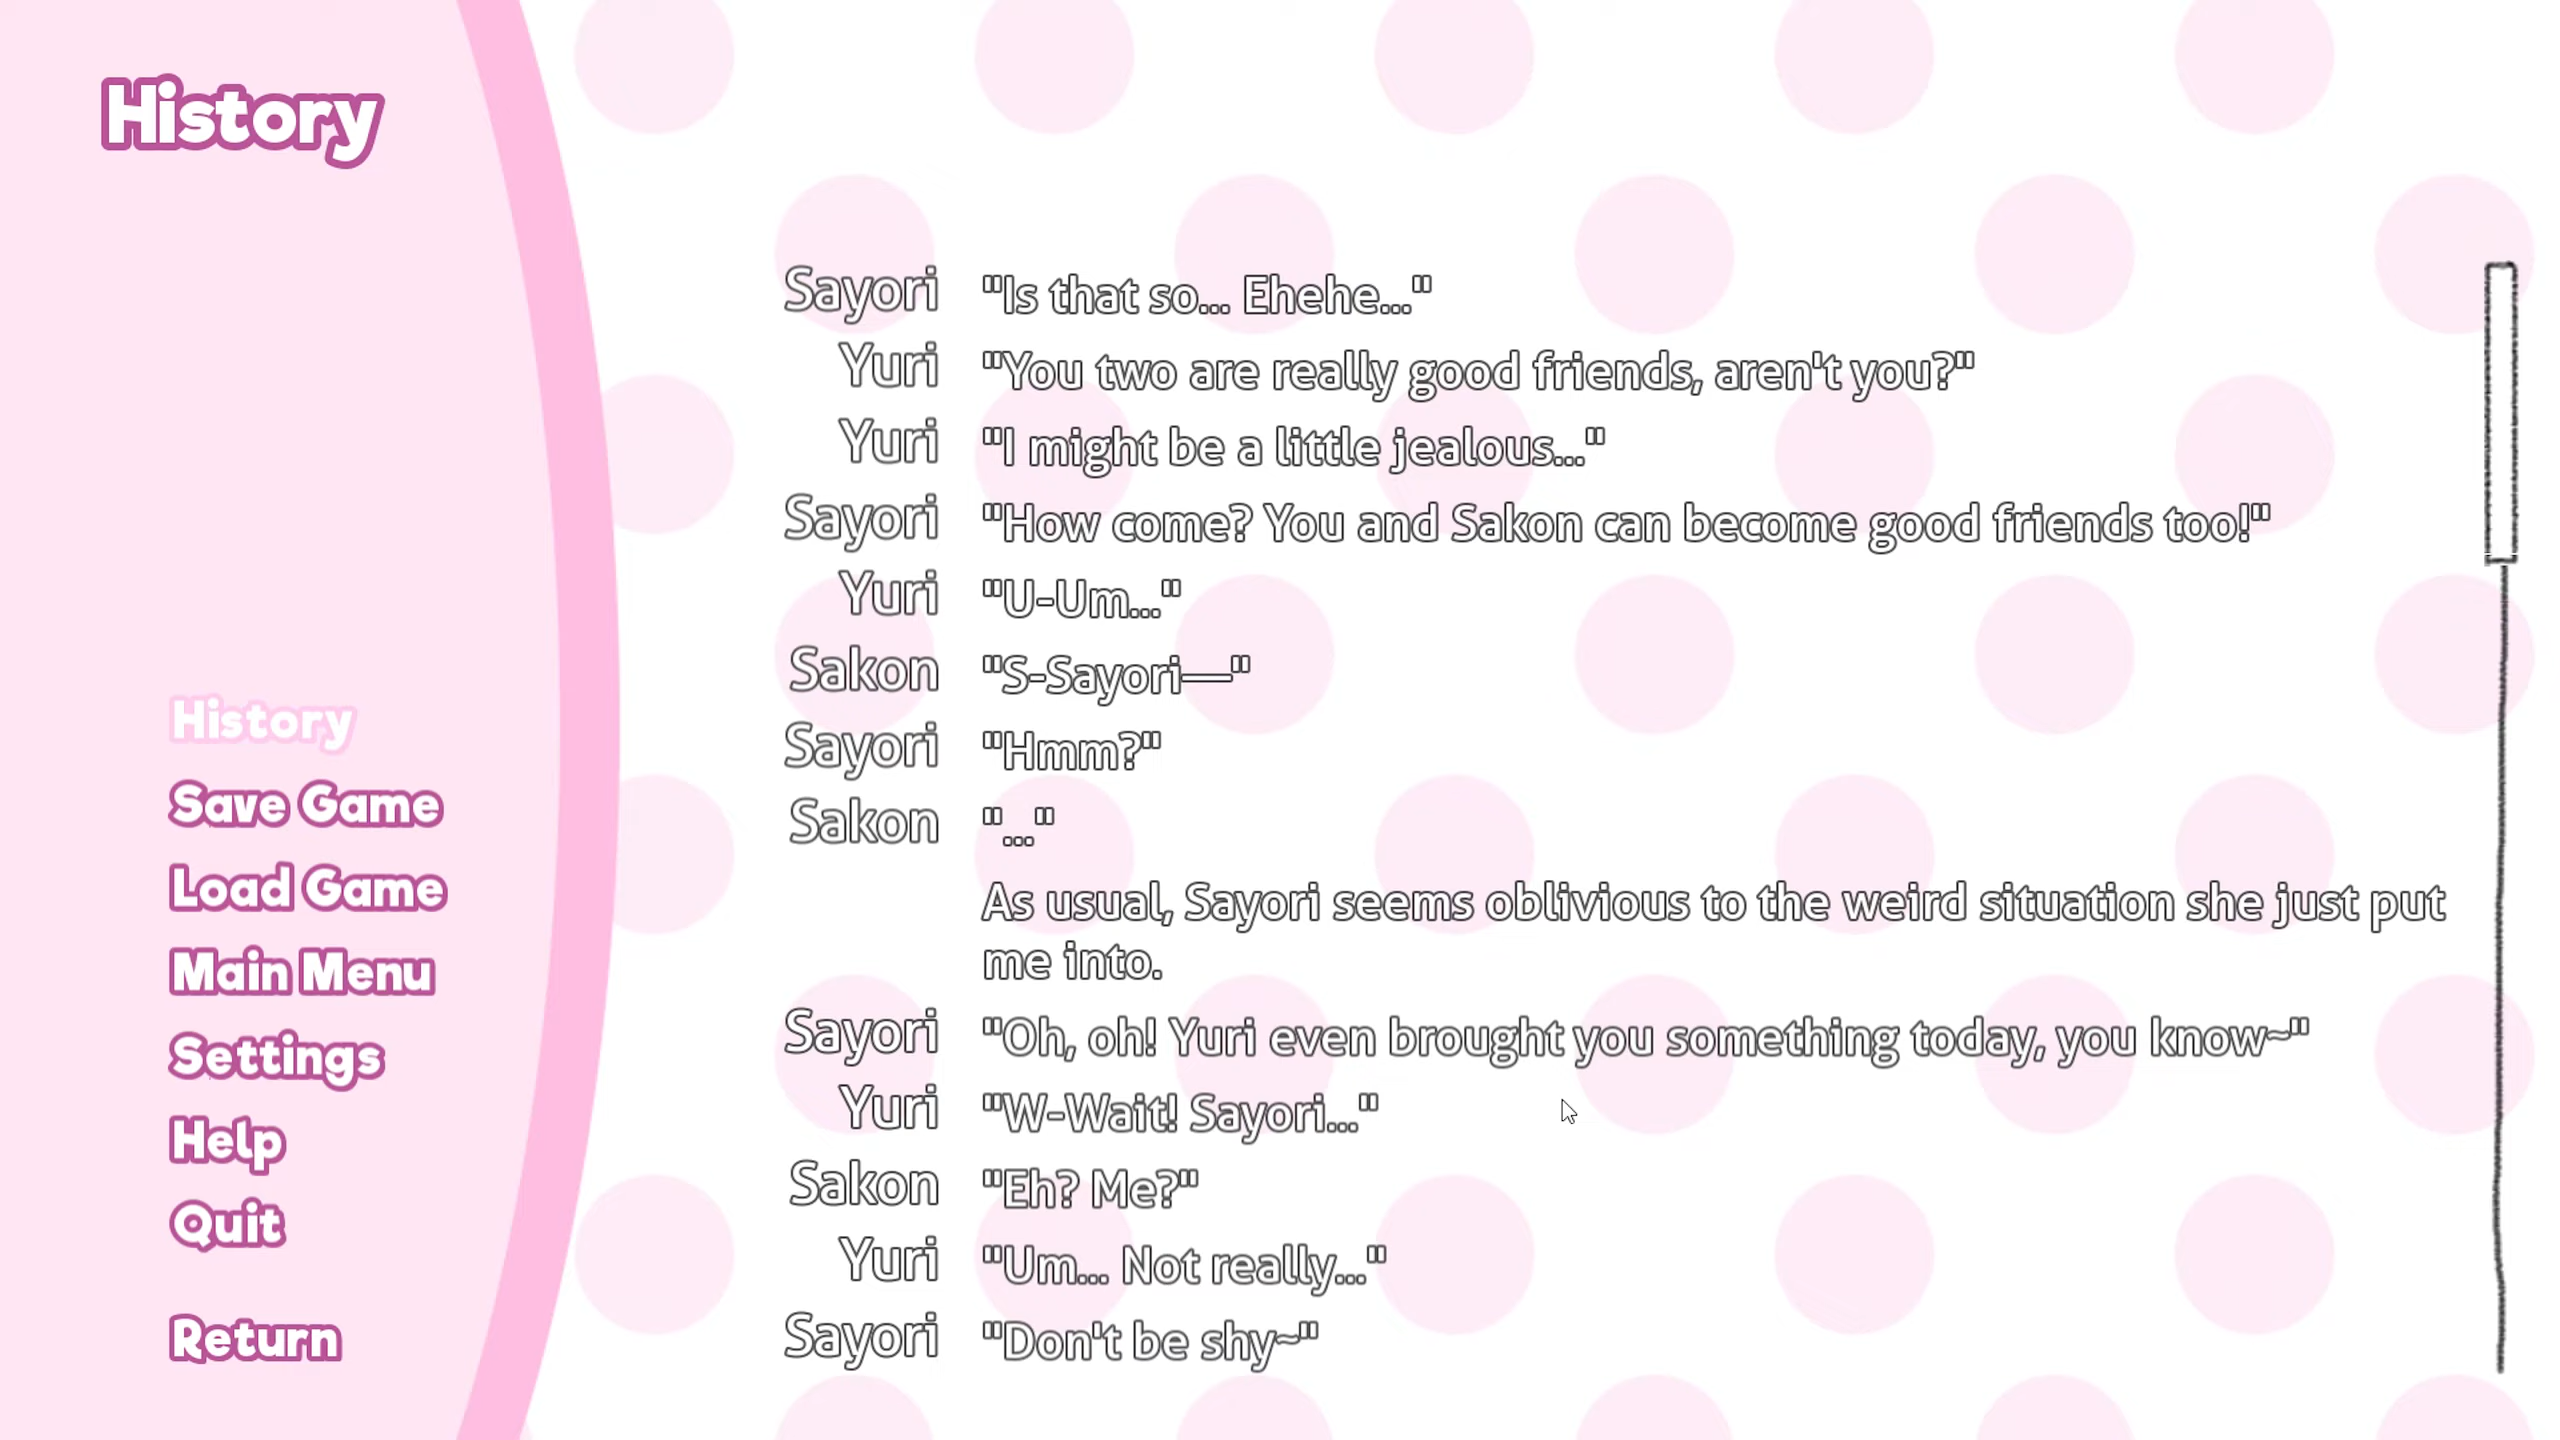 History
Sayori "Is that so... Ehehe..."
Yuri "You two are really good friends, aren't you?"
Yuri "I might be a little jealous..."
Sayori "How come? You and Sakon can become good friends too!"
Yuri "U-Um..."
Sakon "S-Sayori—"
Sayori "Hmm?"
Sakon "..."
As usual, Sayori seems oblivious to the weird situation she just put
me into.
Sayori "Oh, oh! Yuri even brought you something today, you know~"
Yuri "W-Wait! Sayori..."
Sakon "Eh? Me?"
Yuri "Um... Not really..."
Sayori "Don't be shy~"
History
Save Game
Load Game
Main Menu
Settings
Help
Quit
Return